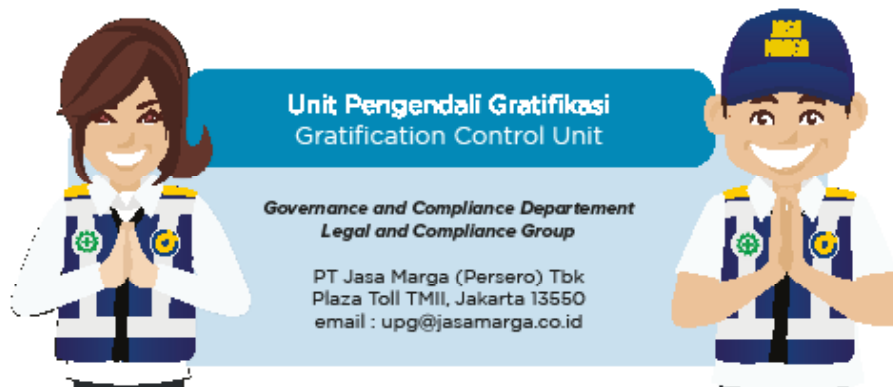 Unit Pengendali Gratifikasi
Gratification Control Unit
Governance and Compliance Departement
Legal and Compliance Group
PT Jasa Marga (Persero) Tbk
Plaza Toll TMII, Jakarta 13550
email : upg@jasamarga.co.id